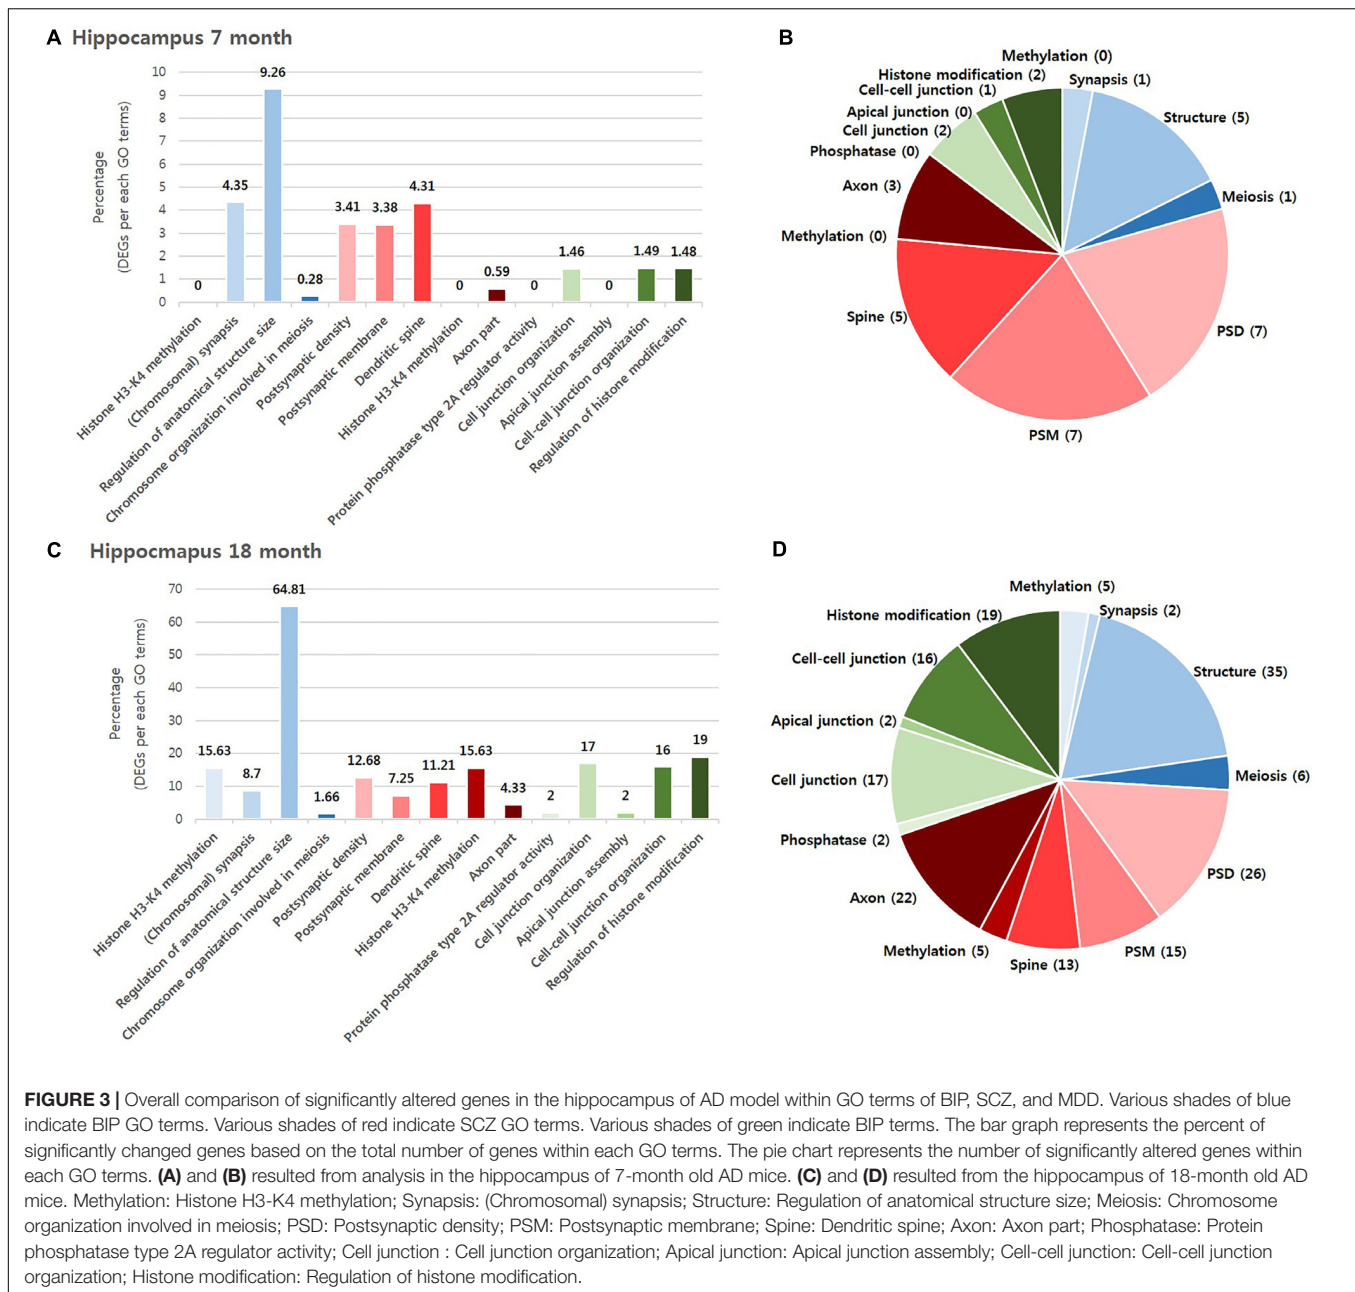 A Hippocampus 7 month
Percentage
(DEGs per each GO terms)
10
9
8
7
6
5
4
3
2
1
0
0
4.35
9.26
0.28
3.41
3.38
4.31
0
0.59
0
1.46
0
1.49
1.48
Histone H3-K4 methylation
(Chromosomal) synapsis
Regulation of anatomical structure size
Chromosome organization involved in meiosis
Postsynaptic density
Postsynaptic membrane
Dendritic spine
Histone H3-K4 methylation
Axon part
Protein phosphatase type 2A regulator activity
Cell junction organization
Apical junction assembly
Cell-cell junction organization
Regulation of histone modification
B
Methylation (0)
Synapsis (1)
Structure (5)
Meiosis (1)
PSD (7)
PSM (7)
Spine (5)
Methylation (0)
Axon (3)
Phosphatase (0)
Cell junction (2)
Apical junction (0)
Cell-cell junction (1)
Histone modification (2)
C Hippocmapus 18 month
Percentage
(DEGs per each GO terms)
70
60
50
40
30
20
10
0
15.63
8.7
64.81
1.66
12.68
7.25
11.21
15.63
4.33
2
17
2
16
19
Histone H3-K4 methylation
(Chromosomal) synapsis
Regulation of anatomical structure size
Chromosome organization involved in meiosis
Postsynaptic density
Postsynaptic membrane
Dendritic spine
Histone H3-K4 methylation
Axon part
Protein phosphatase type 2A regulator activity
Cell junction organization
Apical junction assembly
Cell-cell junction organization
Regulation of histone modification
D
Methylation (5)
Synapsis (2)
Structure (35)
Meiosis (6)
PSD (26)
PSM (15)
Spine (13)
Methylation (5)
Axon (22)
Phosphatase (2)
Cell junction (17)
Apical junction (2)
Cell-cell junction (16)
Histone modification (19)
FIGURE 3 | Overall comparison of significantly altered genes in the hippocampus of AD model within GO terms of BIP, SCZ, and MDD. Various shades of blue
indicate BIP GO terms. Various shades of red indicate SCZ GO terms. Various shades of green indicate BIP terms. The bar graph represents the percent of
significantly changed genes based on the total number of genes within each GO terms. The pie chart represents the number of significantly altered genes within
each GO terms. (A) and (B) resulted from analysis in the hippocampus of 7-month old AD mice. (C) and (D) resulted from the hippocampus of 18-month old AD
mice. Methylation: Histone H3-K4 methylation; Synapsis: (Chromosomal) synapsis; Structure: Regulation of anatomical structure size; Meiosis: Chromosome
organization involved in meiosis; PSD: Postsynaptic density; PSM: Postsynaptic membrane; Spine: Dendritic spine; Axon: Axon part; Phosphatase: Protein
phosphatase type 2A regulator activity; Cell junction : Cell junction organization; Apical junction: Apical junction assembly; Cell-cell junction: Cell-cell junction
organization; Histone modification: Regulation of histone modification.